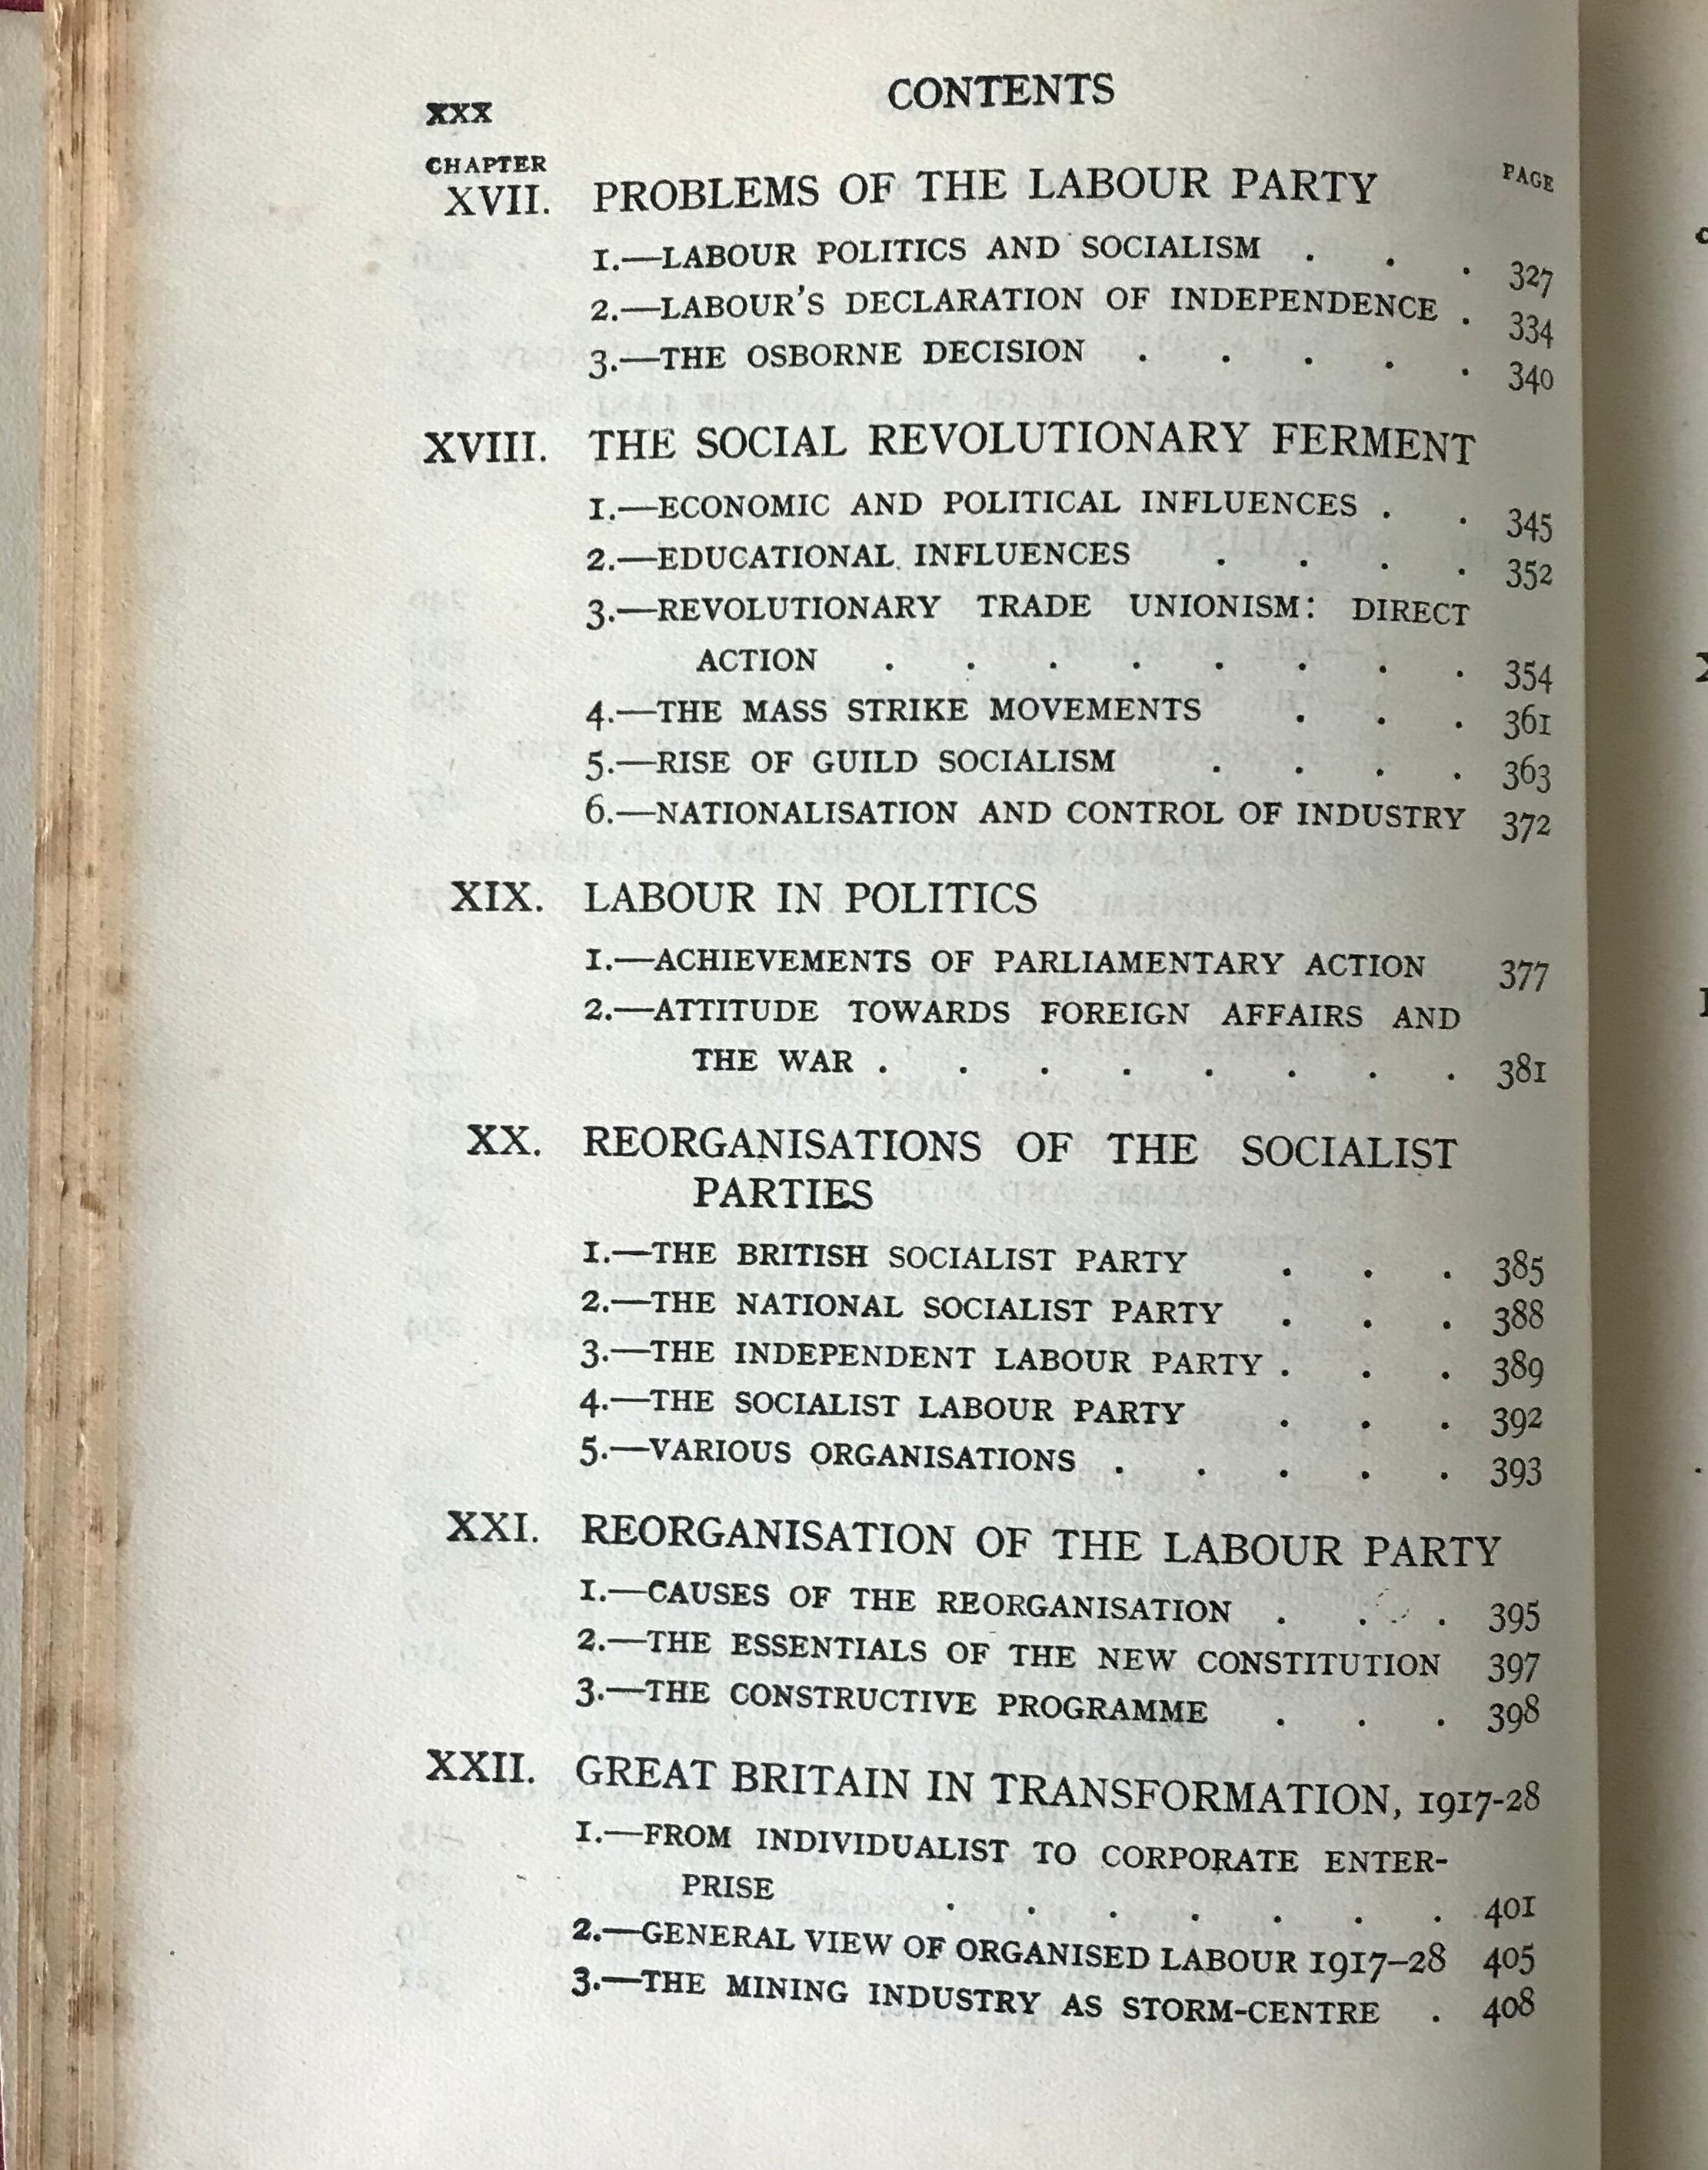 xxx
CONTENTS
CHAPTER
PAGE
XVII. PROBLEMS OF THE LABOUR PARTY
1.—LABOUR POLITICS AND SOCIALISM . . . 327
2.—LABOUR'S DECLARATION OF INDEPENDENCE . 334
3.—THE OSBORNE DECISION . . . . . 340
XVIII. THE SOCIAL REVOLUTIONARY FERMENT
1.—ECONOMIC AND POLITICAL INFLUENCES . . 345
2.—EDUCATIONAL INFLUENCES . . . . 352
3.—REVOLUTIONARY TRADE UNIONISM: DIRECT
ACTION . . . . . . . . 354
4.—THE MASS STRIKE MOVEMENTS . . . 361
5.—RISE OF GUILD SOCIALISM . . . . 363
6.—NATIONALISATION AND CONTROL OF INDUSTRY 372
XIX. LABOUR IN POLITICS
1.—ACHIEVEMENTS OF PARLIAMENTARY ACTION 377
2.—ATTITUDE TOWARDS FOREIGN AFFAIRS AND
THE WAR . . . . . . . . 381
XX. REORGANISATIONS OF THE SOCIALIST
PARTIES
1.—THE BRITISH SOCIALIST PARTY . . . 385
2.—THE NATIONAL SOCIALIST PARTY . . . 388
3.—THE INDEPENDENT LABOUR PARTY . . . 389
4.—THE SOCIALIST LABOUR PARTY . . . 392
5.—VARIOUS ORGANISATIONS . . . . . 393
XXI. REORGANISATION OF THE LABOUR PARTY
1.—CAUSES OF THE REORGANISATION . . . 395
2.—THE ESSENTIALS OF THE NEW CONSTITUTION 397
3.—THE CONSTRUCTIVE PROGRAMME . . . 398
XXII. GREAT BRITAIN IN TRANSFORMATION, 1917-28
1.—FROM INDIVIDUALIST TO CORPORATE ENTER-
PRISE . . . . . . . 401
2.—GENERAL VIEW OF ORGANISED LABOUR 1917–28 405
3.—THE MINING INDUSTRY AS STORM-CENTRE . 408